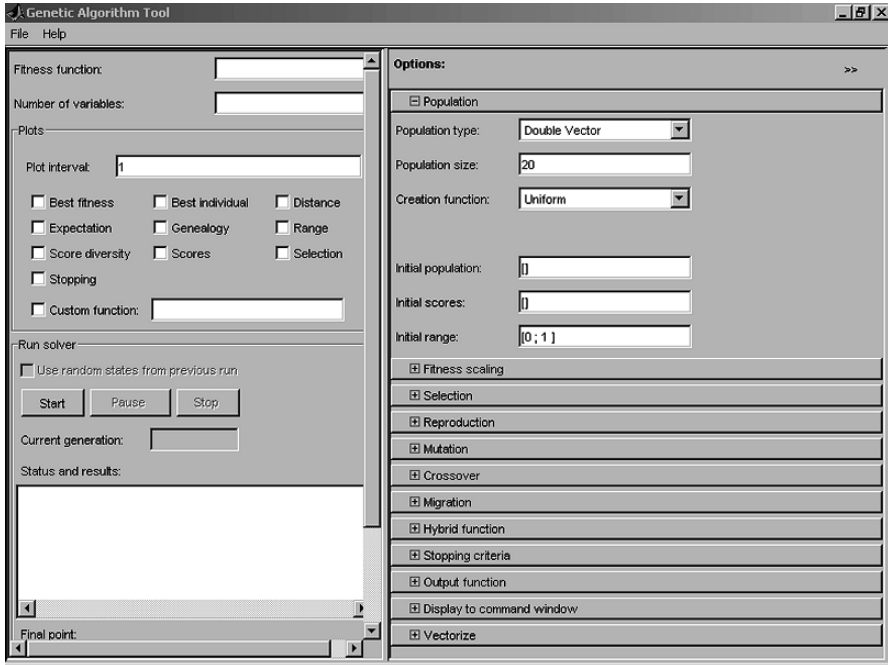 Genetic Algorithm Tool
File Help
Fitness function:
Number of variables:
Plots
Plot interval: 1
Best fitness Best individual Distance
Expectation Genealogy Range
Score diversity Scores Selection
Stopping
Custom function:
Run solver
Use random states from previous run
Start Pause Stop
Current generation:
Status and results:
Final point:
Options: >>
Population
Population type: Double Vector
Population size: 20
Creation function: Uniform
Initial population: []
Initial scores: []
Initial range: [0 ; 1 ]
Fitness scaling
Selection
Reproduction
Mutation
Crossover
Migration
Hybrid function
Stopping criteria
Output function
Display to command window
Vectorize